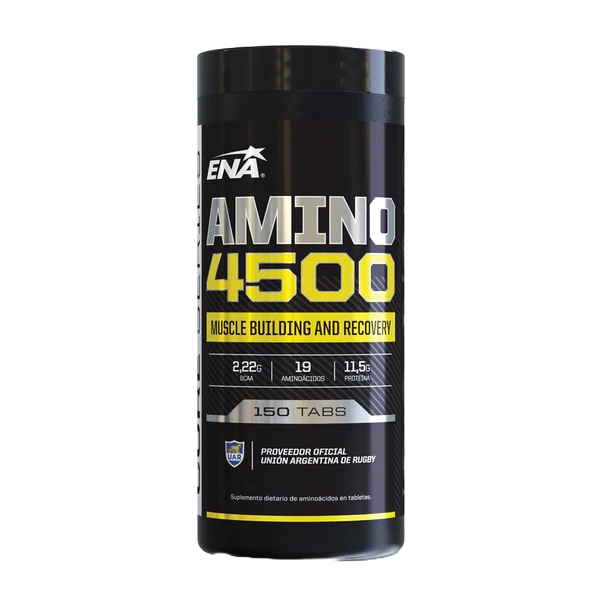 ENA®
AMINO
4500
MUSCLE BUILDING AND RECOVERY
2,22G 19 11,5G
BCAA AMINOÁCIDOS PROTEÍNA
150 TABS
UAR
PROVEEDOR OFICIAL
UNIÓN ARGENTINA DE RUGBY
Suplemento dietario de aminoácidos en tabletas.